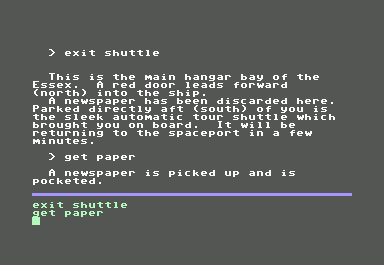 > exit shuttle
This is the main hangar bay of the
Essex. A red door leads forward
(north) into the ship.
A newspaper has been discarded here.
Parked directly aft (south) of you is
the sleek automatic tour shuttle which
brought you on board. It will be
returning to the spaceport in a few
minutes.
> get paper
A newspaper is picked up and is
pocketed.
exit shuttle
get paper